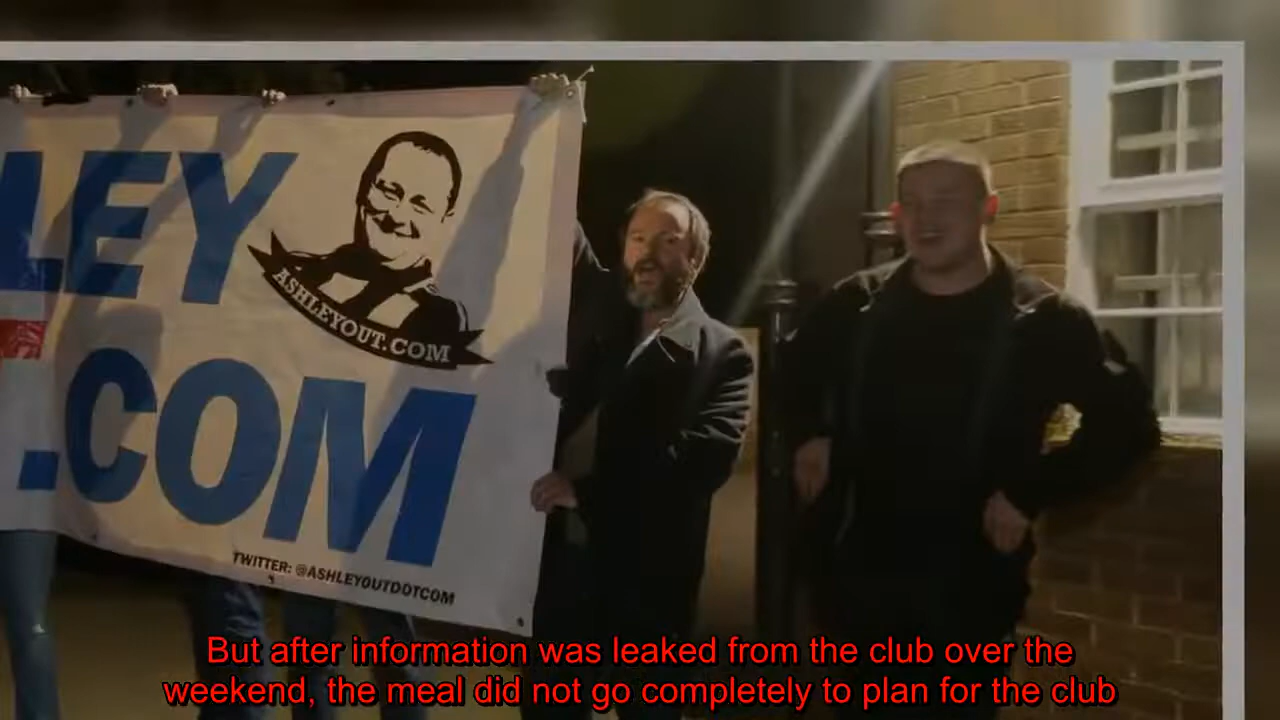 LEY
ASHLEYOUT.COM
.COM
TWITTER: @ASHLEYOUTDOTCOM
But after information was leaked from the club over the
weekend, the meal did not go completely to plan for the club